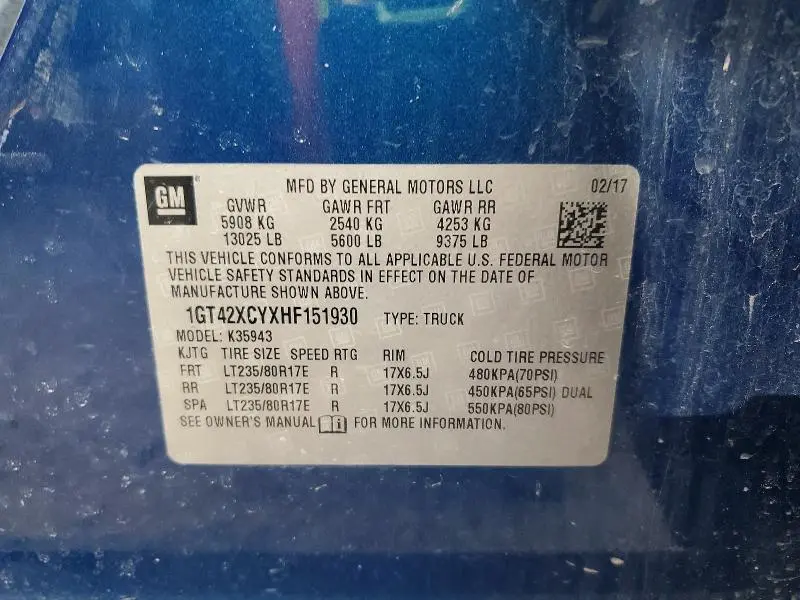 GM MFD BY GENERAL MOTORS LLC 02/17
GVWR GAWR FRT GAWR RR
5908 KG 2540 KG 4253 KG
13025 LB 5600 LB 9375 LB
THIS VEHICLE CONFORMS TO ALL APPLICABLE U.S. FEDERAL MOTOR
VEHICLE SAFETY STANDARDS IN EFFECT ON THE DATE OF
MANUFACTURE SHOWN ABOVE.
1GT42XCYXHF151930 TYPE: TRUCK
MODEL: K35943
KJTG TIRE SIZE SPEED RTG RIM COLD TIRE PRESSURE
FRT LT235/80R17E R 17X6.5J 480KPA(70PSI)
RR LT235/80R17E R 17X6.5J 450KPA(65PSI) DUAL
SPA LT235/80R17E R 17X6.5J 550KPA(80PSI)
SEE OWNER'S MANUAL FOR MORE INFORMATION.